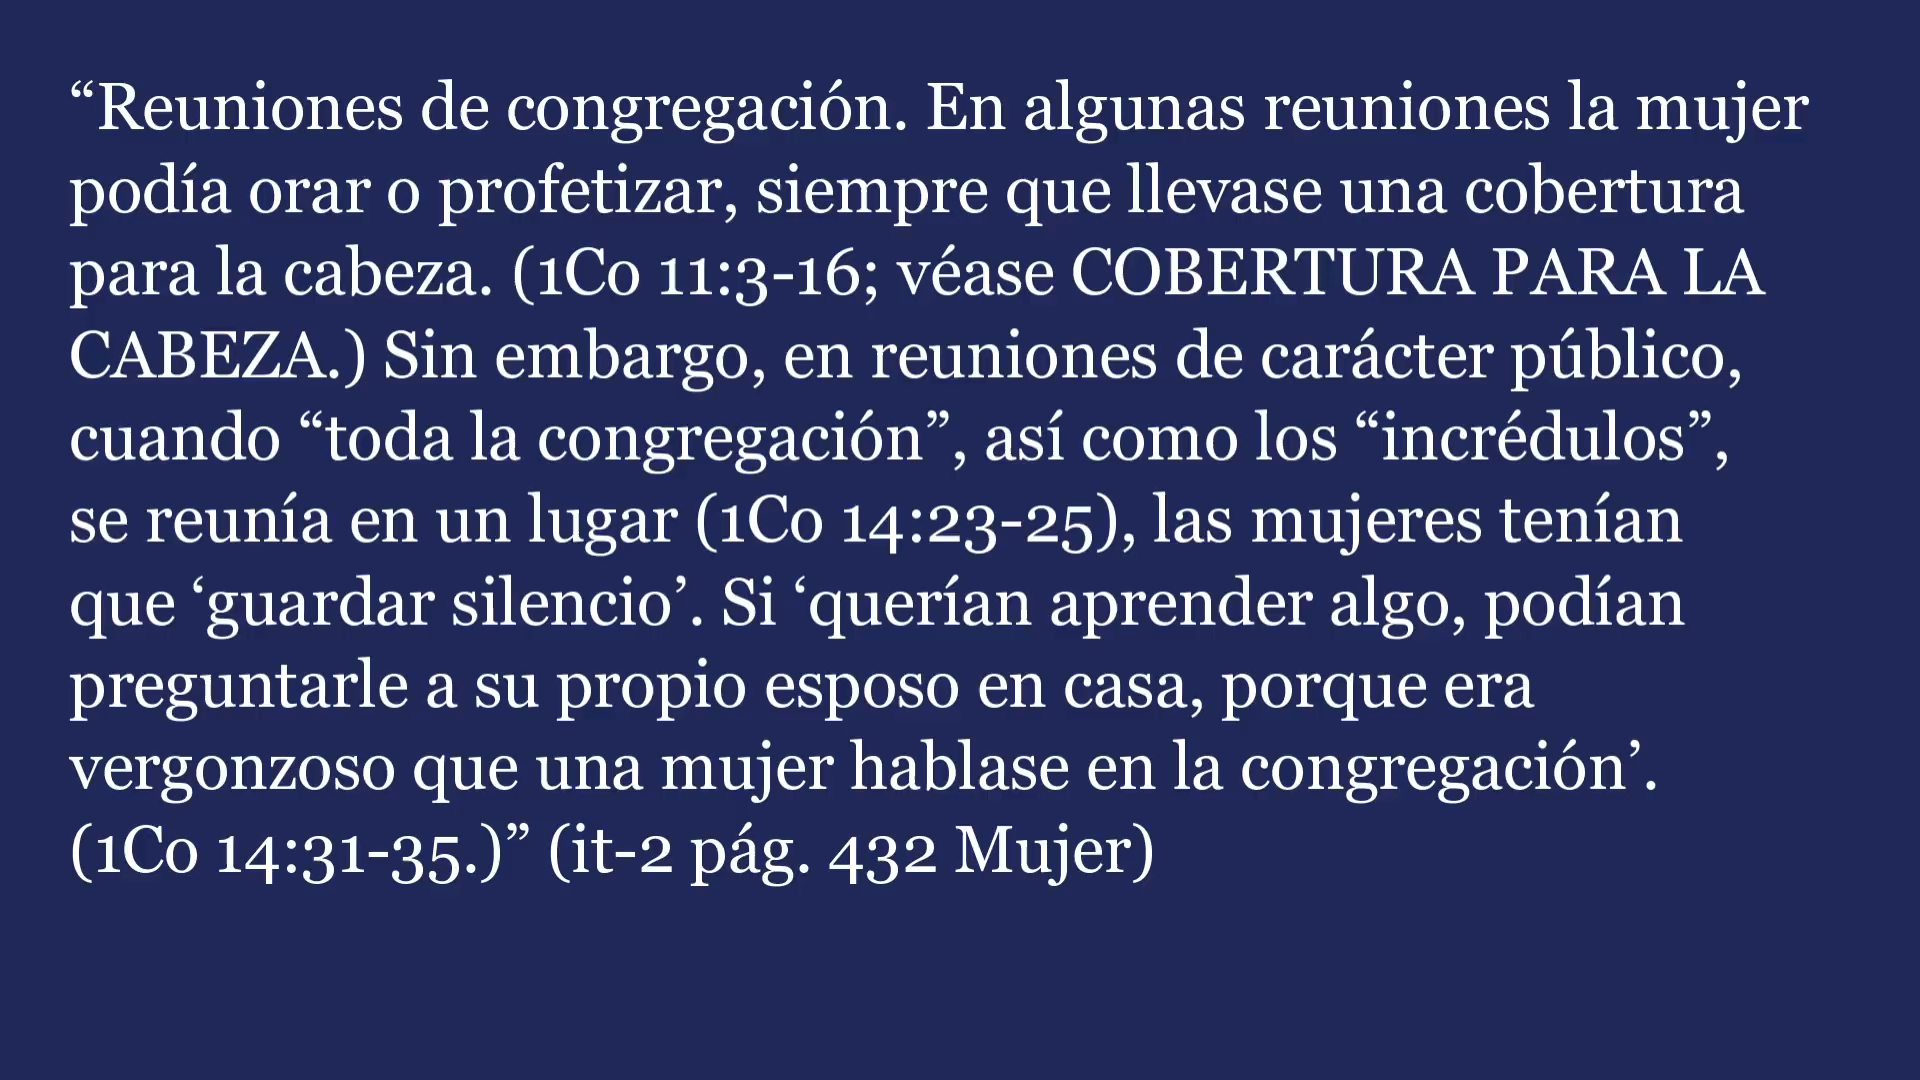 “Reuniones de congregación. En algunas reuniones la mujer
podía orar o profetizar, siempre que llevase una cobertura
para la cabeza. (1Co 11:3-16; véase COBERTURA PARA LA
CABEZA.) Sin embargo, en reuniones de carácter público,
cuando “toda la congregación”, así como los “incrédulos”,
se reunía en un lugar (1Co 14:23-25), las mujeres tenían
que ‘guardar silencio’. Si ‘querían aprender algo, podían
preguntarle a su propio esposo en casa, porque era
vergonzoso que una mujer hablase en la congregación’.
(1Co 14:31-35.)” (it-2 pág. 432 Mujer)